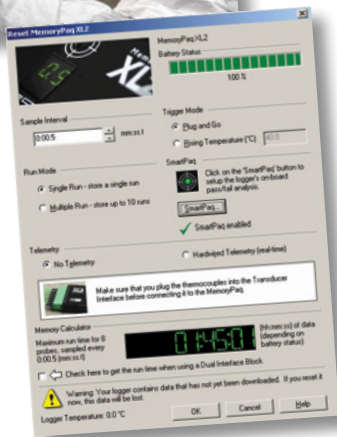 Reset MemoryPaq XL2
MemoryPaq XL2
Battery Status
100 %
0.5
XL
Sample Interval
0:00.5 mm:ss.t
Trigger Mode
Plug and Go
Rising Temperature (°C) 40.0
Run Mode
Single Run - store a single run
Multiple Run - store up to 10 runs
SmartPaq
Click on the 'SmartPaq' button to
setup the logger's on-board
pass/fail analysis.
SmartPaq...
SmartPaq enabled
Telemetry
No Telemetry
Hardwired Telemetry (real-time)
Make sure that you plug the thermocouples into the Transducer
Interface before connecting it to the MemoryPaq.
Memory Calculator
Maximum run time for 8
probes, sampled every
0:00.5 (mm:ss.t)
01:45:01
(hh:mm:ss) of data
(depending on
battery status)
Check here to get the run time when using a Dual Interface Block.
Warning: Your logger contains data that has not yet been downloaded. If you reset it
now, this data will be lost.
Logger Temperature: 0.0 °C
OK
Cancel
Help